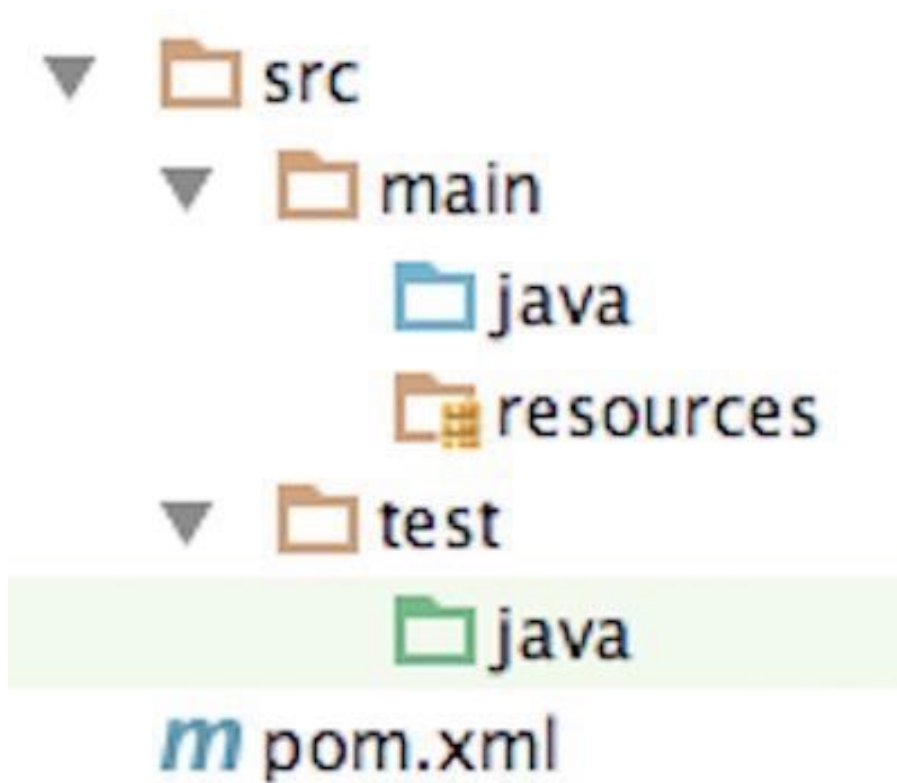 src
main
java
resources
test
java
m pom.xml